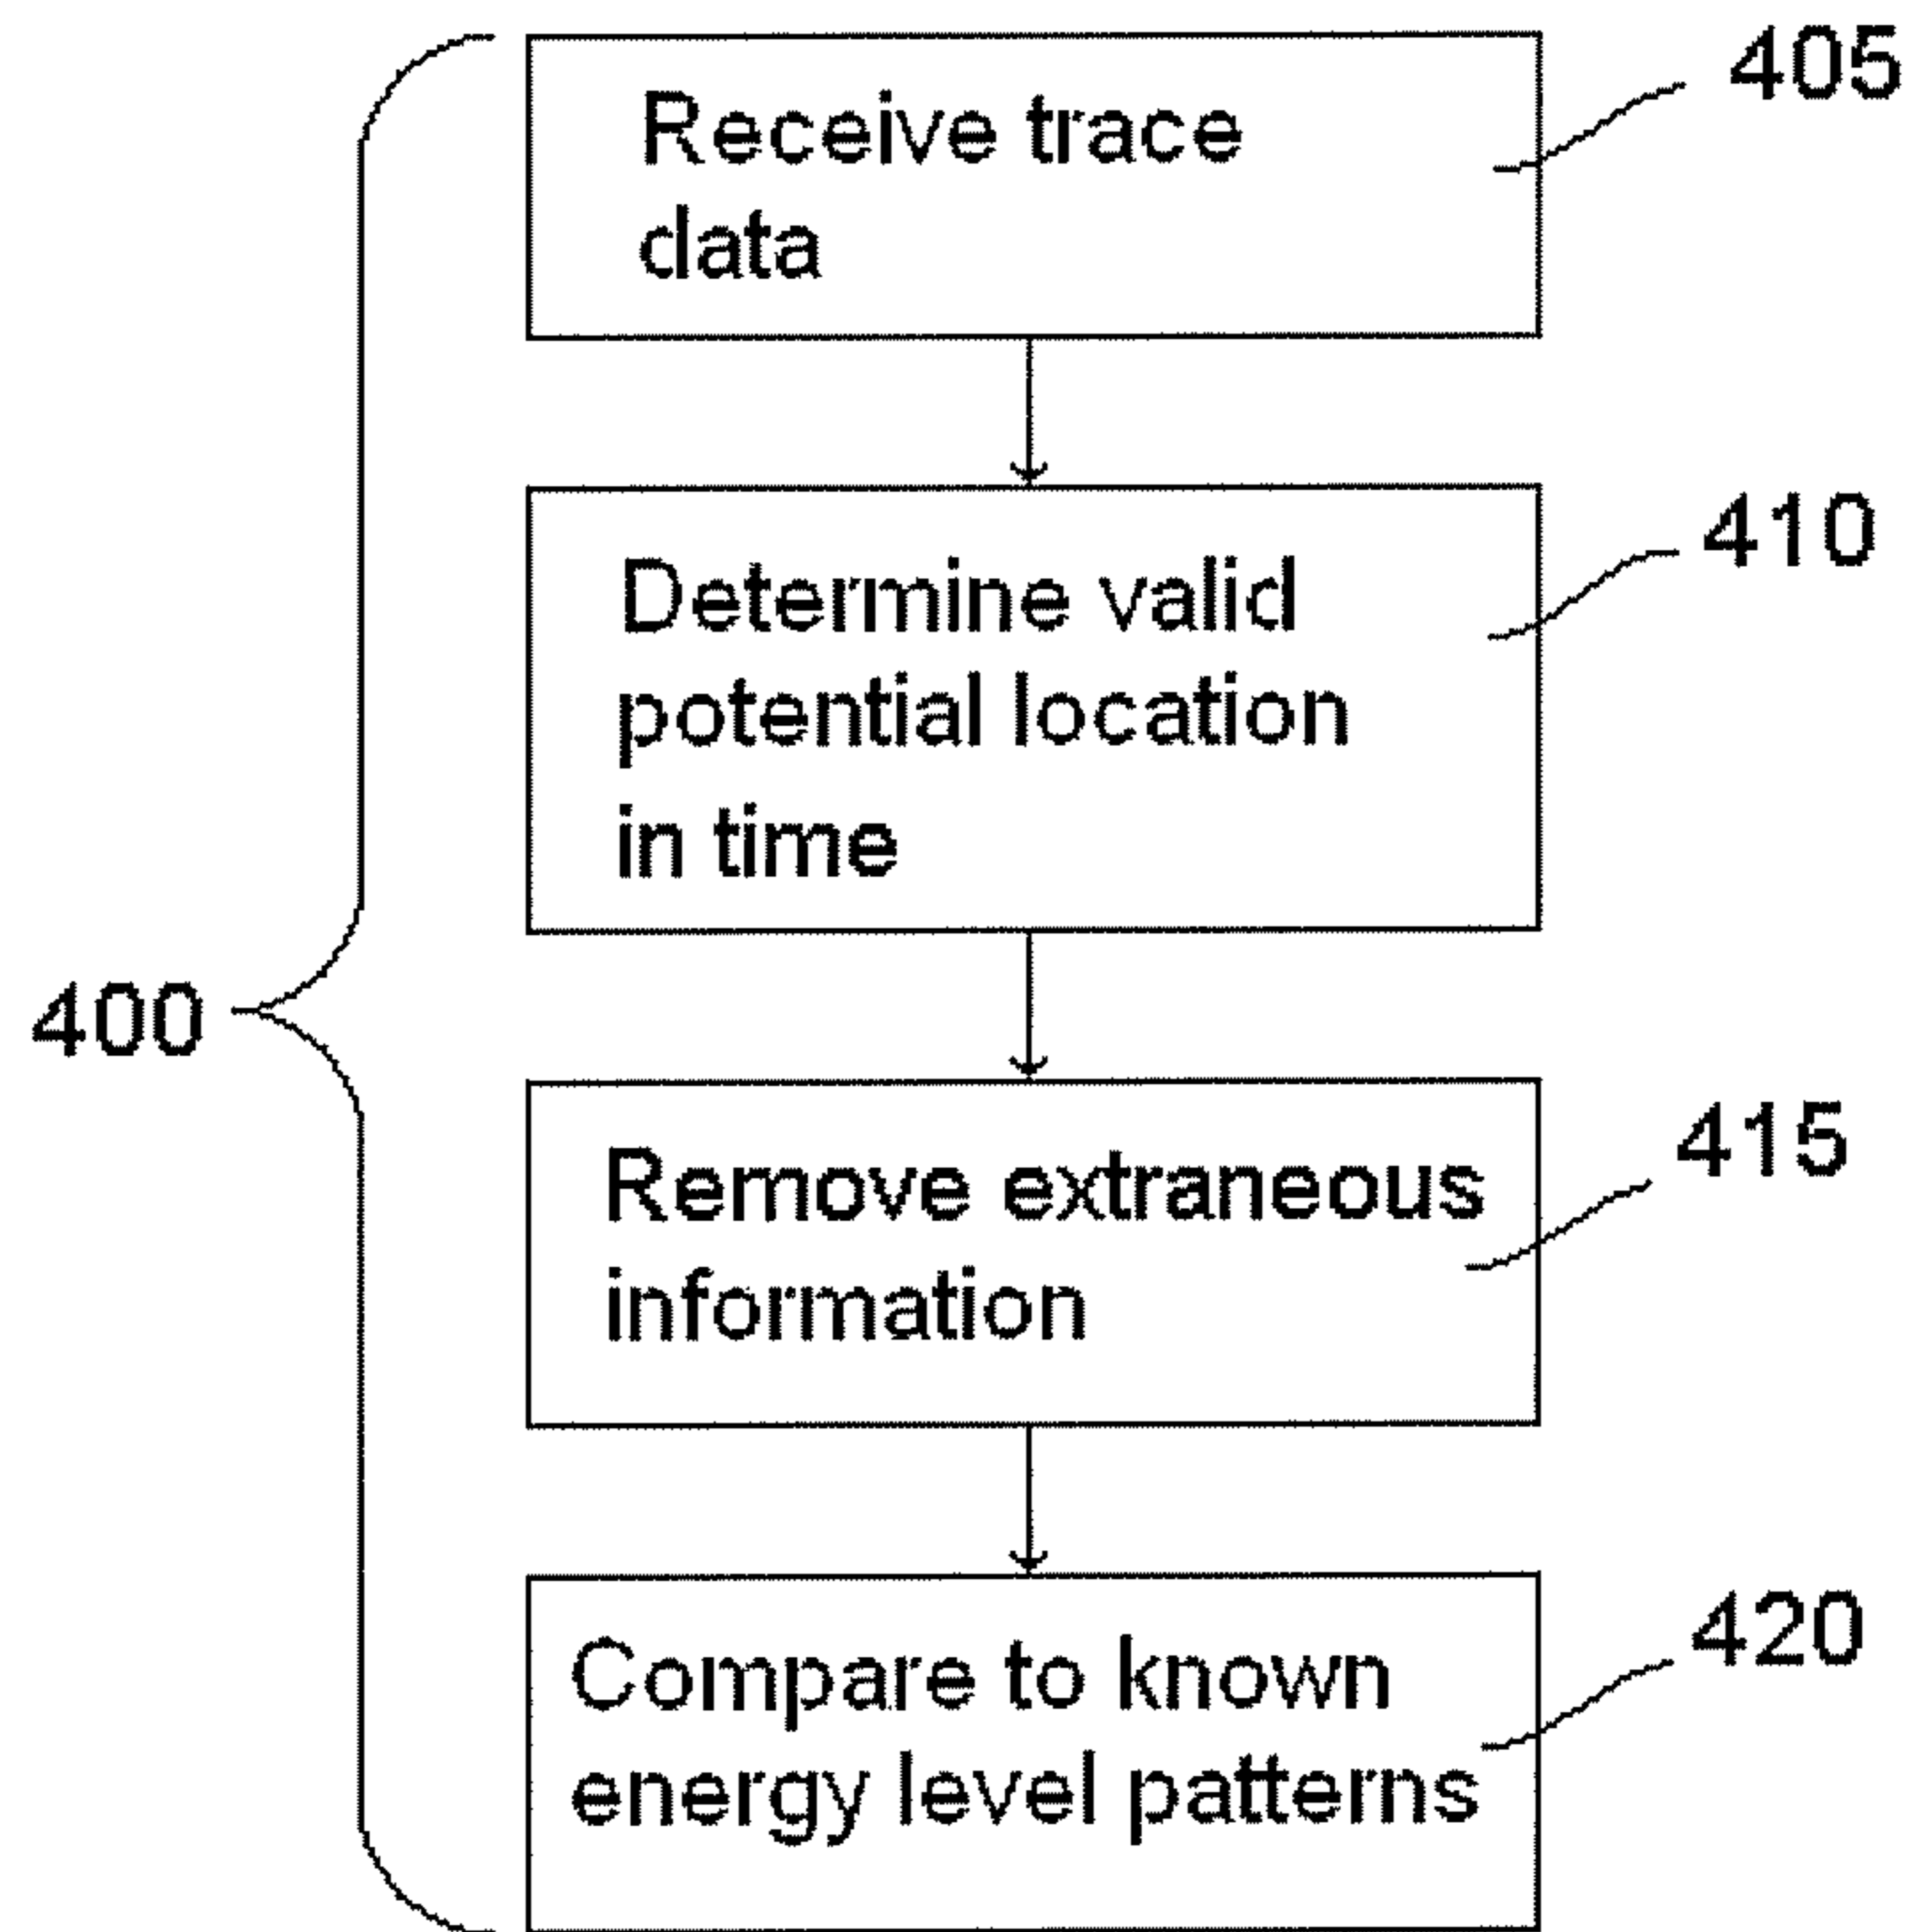 Receive trace
data
405
Determine valid
potential location
in time
410
400
Remove extraneous
information
415
Compare to known
energy level patterns
420